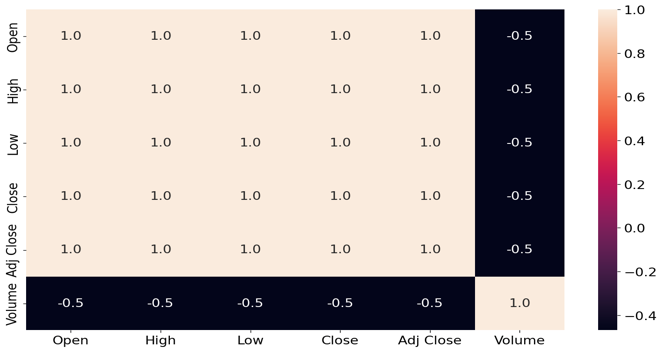 Open 1.0 1.0 1.0 1.0 1.0 -0.5
High 1.0 1.0 1.0 1.0 1.0 -0.5
Low 1.0 1.0 1.0 1.0 1.0 -0.5
Close 1.0 1.0 1.0 1.0 1.0 -0.5
Adj Close 1.0 1.0 1.0 1.0 1.0 -0.5
Volume -0.5 -0.5 -0.5 -0.5 -0.5 1.0
Open High Low Close Adj Close Volume
1.0
0.8
0.6
0.4
0.2
0.0
−0.2
−0.4